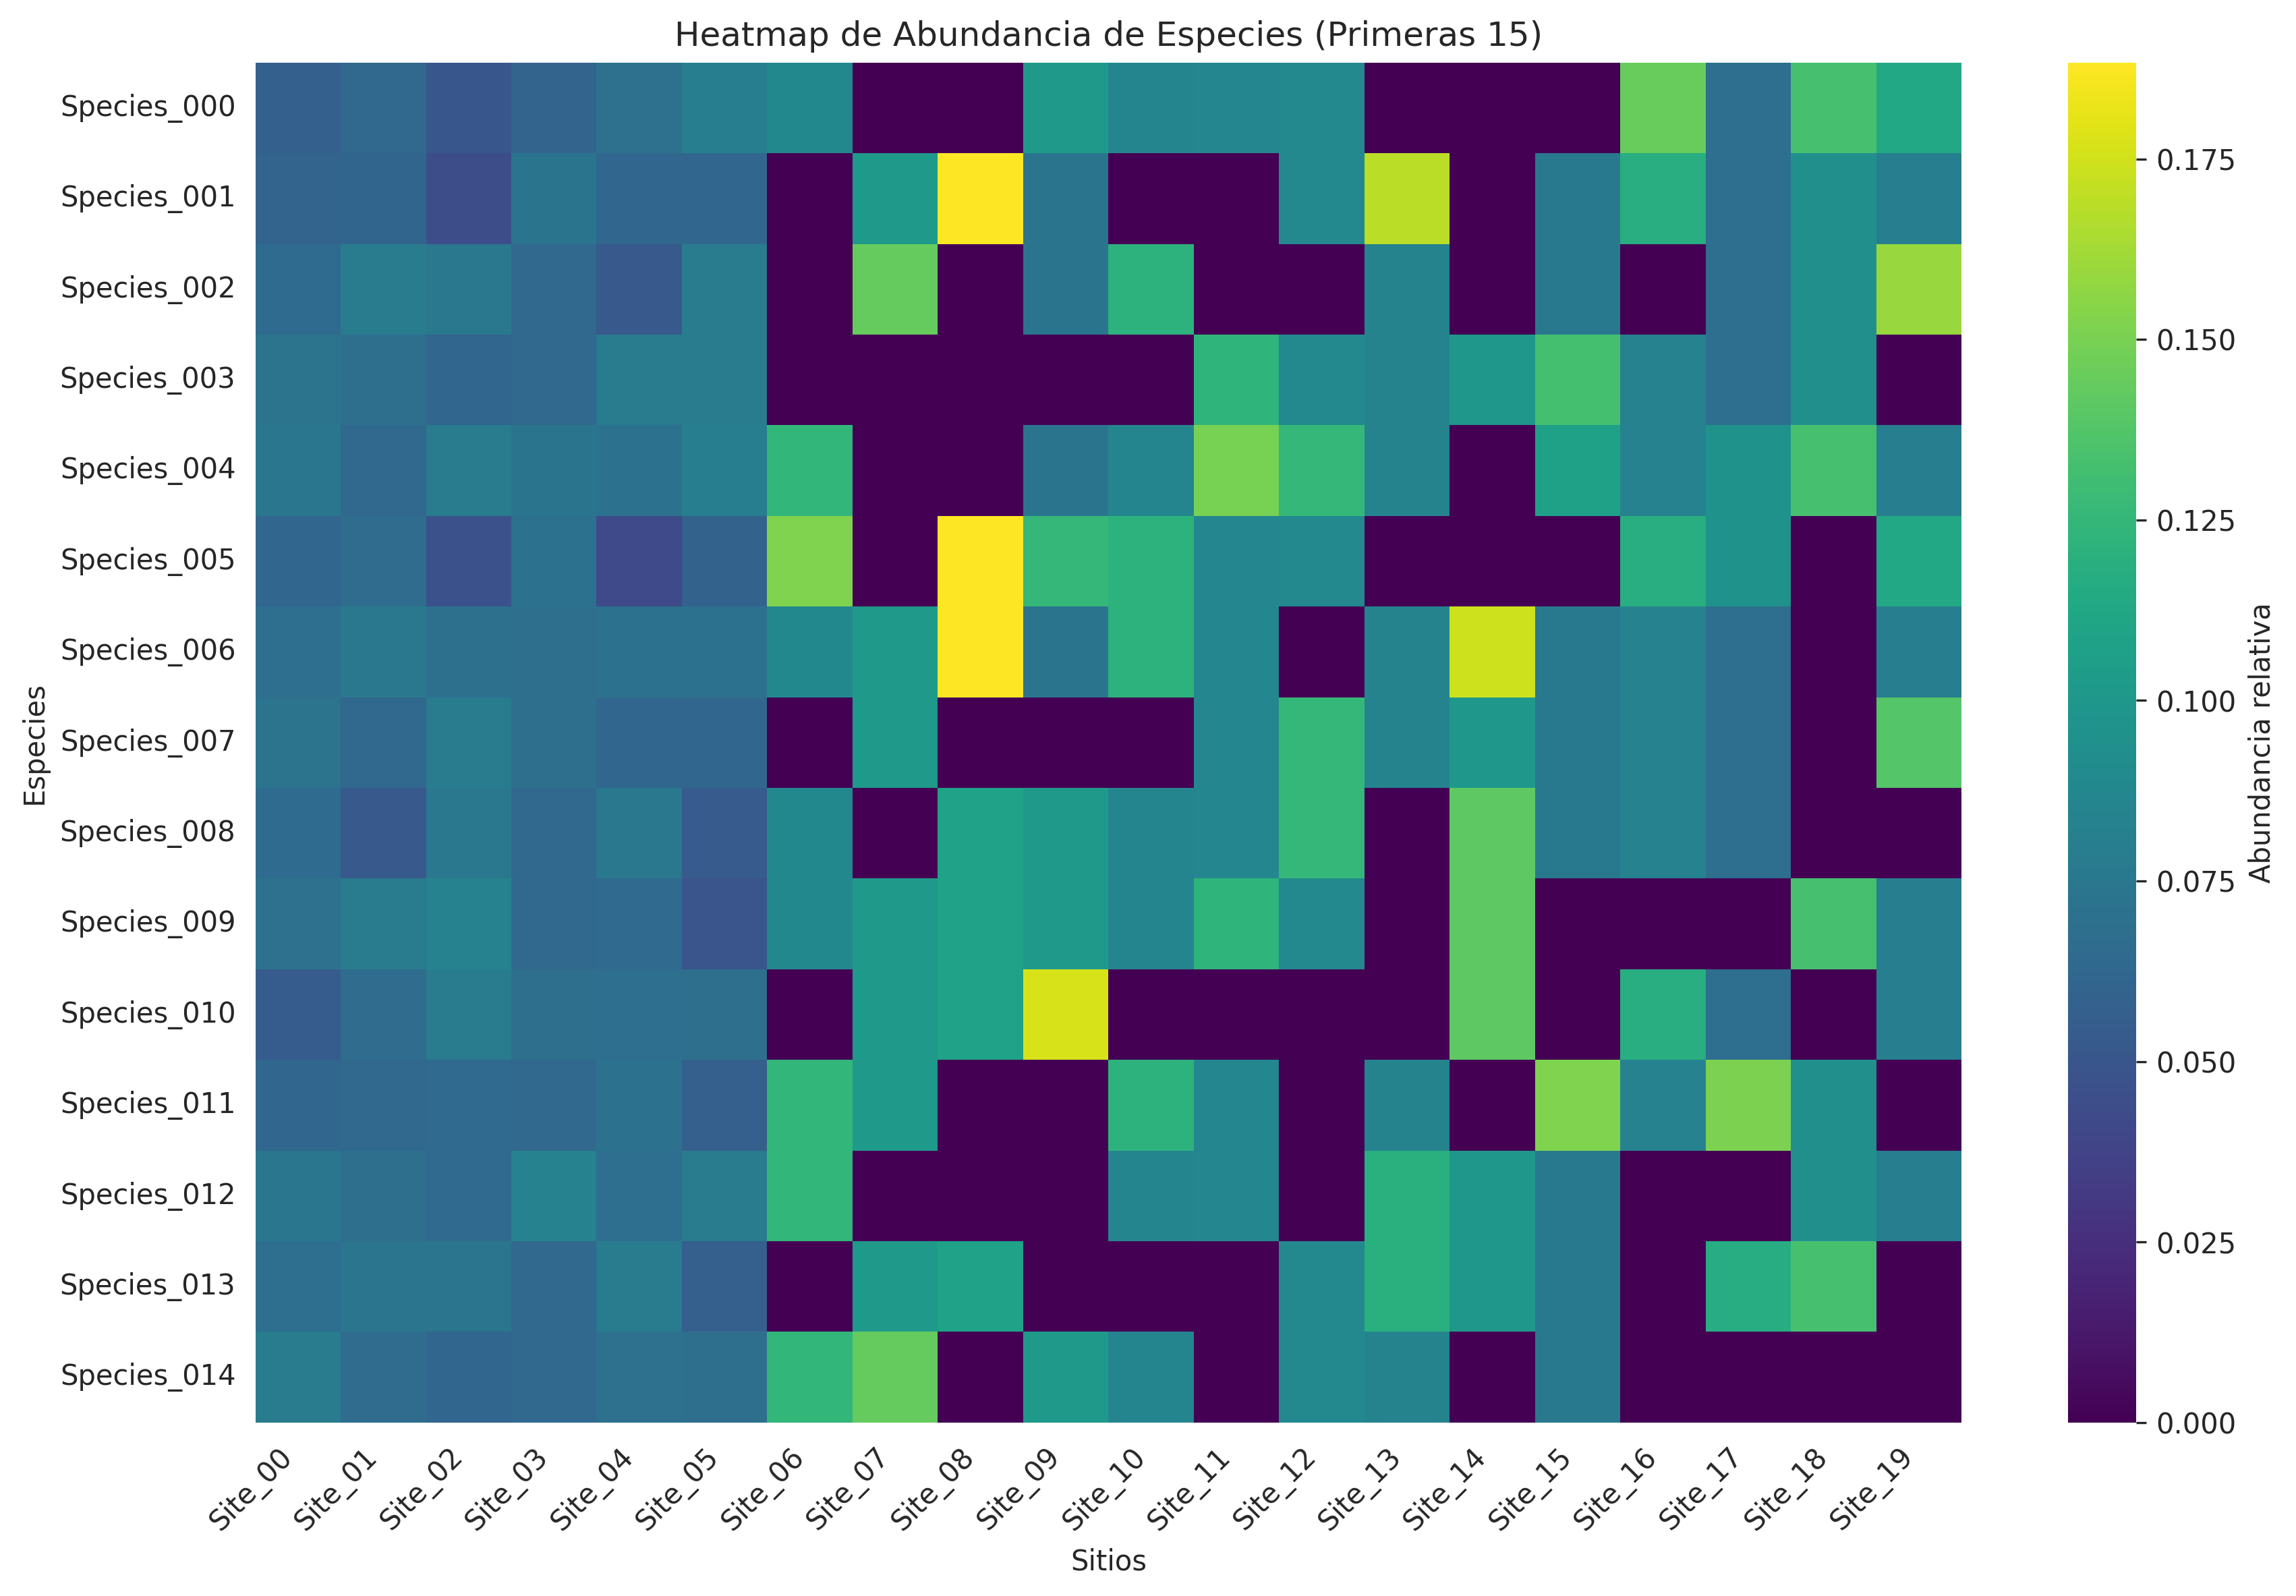 Heatmap de Abundancia de Especies (Primeras 15)
Especies
Species_000
Species_001
Species_002
Species_003
Species_004
Species_005
Species_006
Species_007
Species_008
Species_009
Species_010
Species_011
Species_012
Species_013
Species_014
Site_00
Site_01
Site_02
Site_03
Site_04
Site_05
Site_06
Site_07
Site_08
Site_09
Site_10
Site_11
Site_12
Site_13
Site_14
Site_15
Site_16
Site_17
Site_18
Site_19
Sitios
0.175
0.150
0.125
0.100
0.075
0.050
0.025
0.000
Abundancia relativa